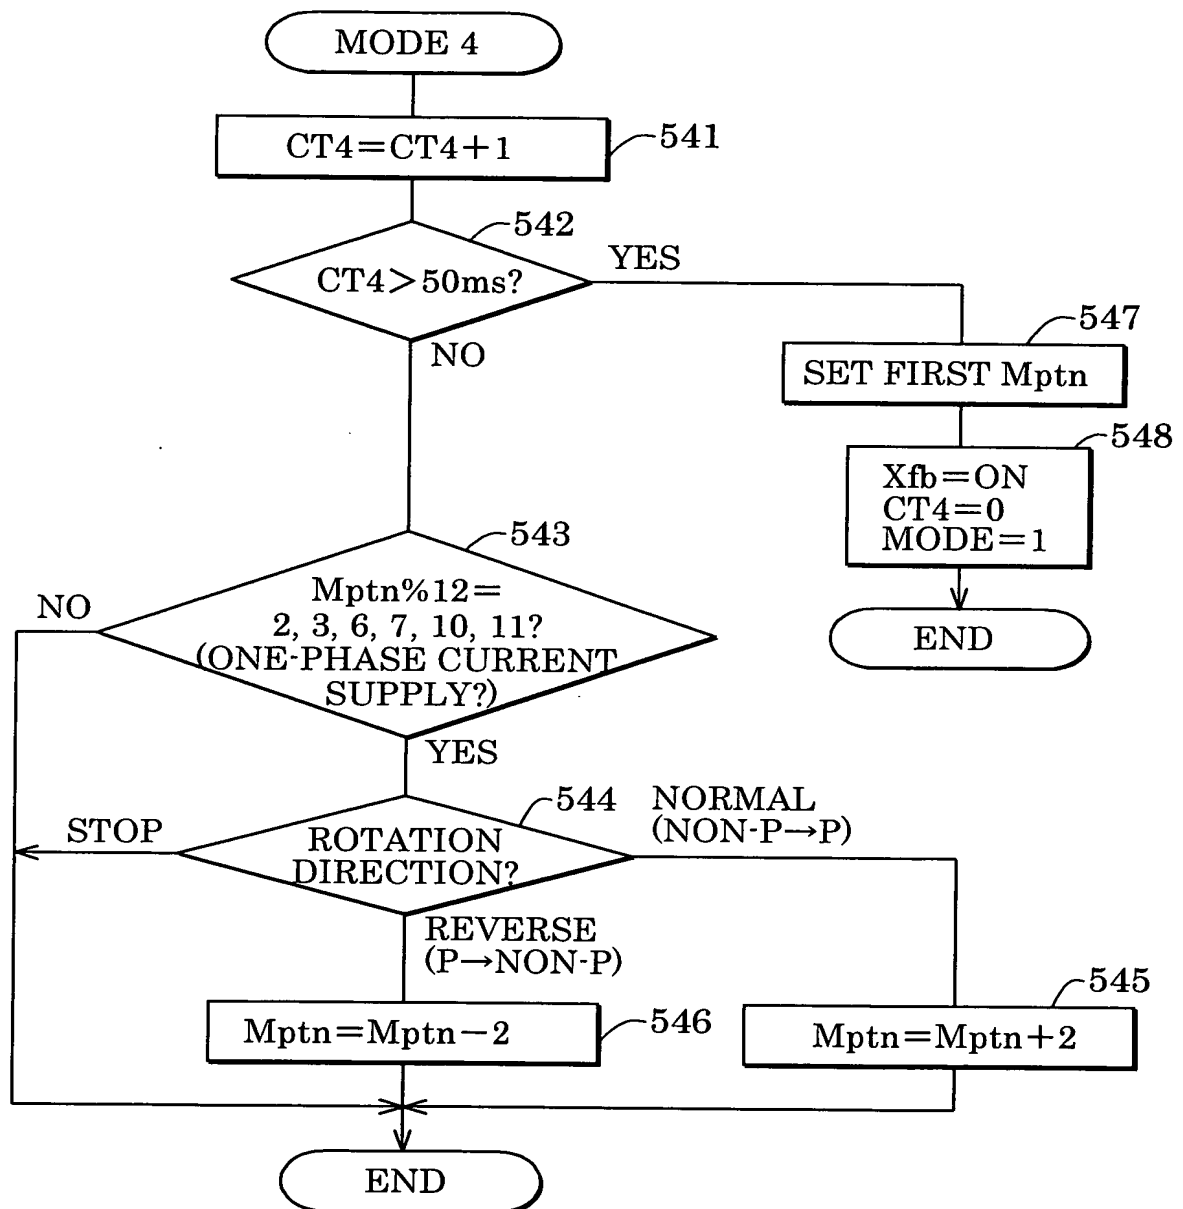 MODE 4
CT4=CT4+1
541
542
CT4>50ms?
YES
NO
547
SET FIRST Mptn
548
Xfb=ON
CT4=0
MODE=1
END
543
Mptn%12=
2, 3, 6, 7, 10, 11?
(ONE-PHASE CURRENT
SUPPLY?)
NO
YES
544
ROTATION
DIRECTION?
STOP
NORMAL
(NON-P→P)
REVERSE
(P→NON-P)
Mptn=Mptn−2
546
545
Mptn=Mptn+2
END